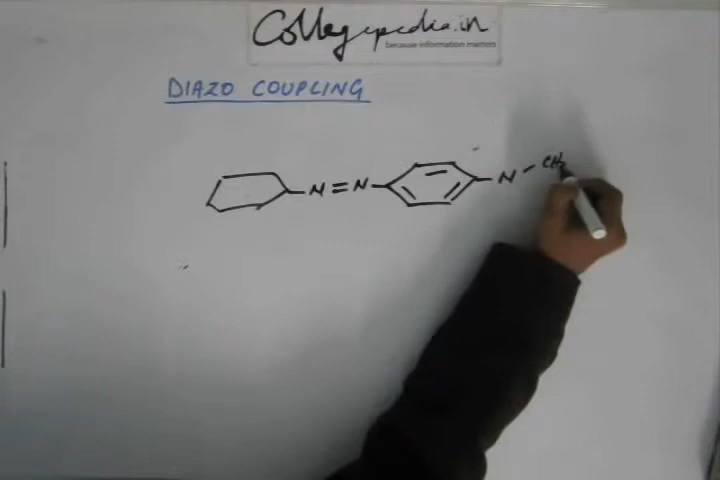 Collegepedia.in
because information matters
DIAZO COUPLING
N=N N CH3